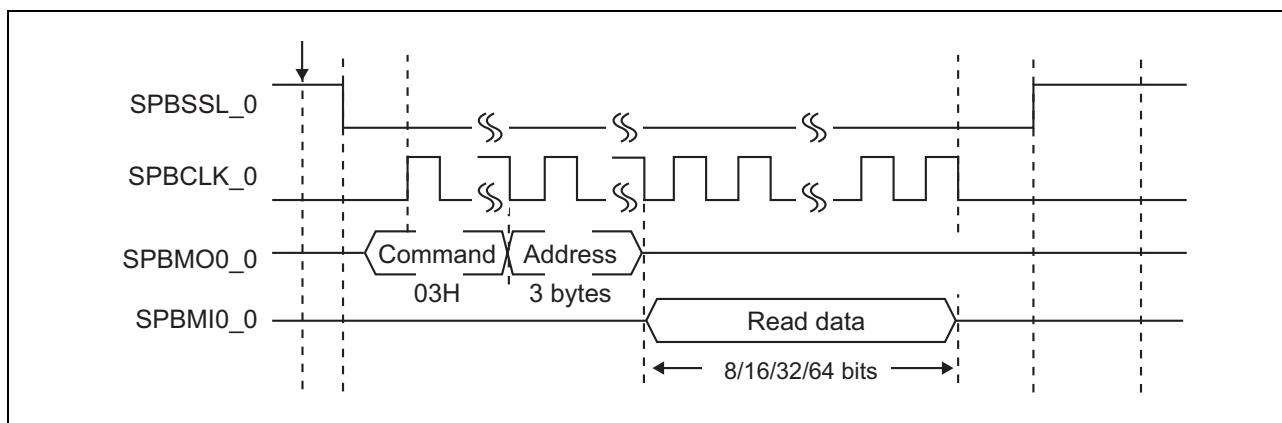 SPBSSL_0
SPBCLK_0
SPBMO0_0
Command
Address
03H
3 bytes
SPBMI0_0
Read data
8/16/32/64 bits